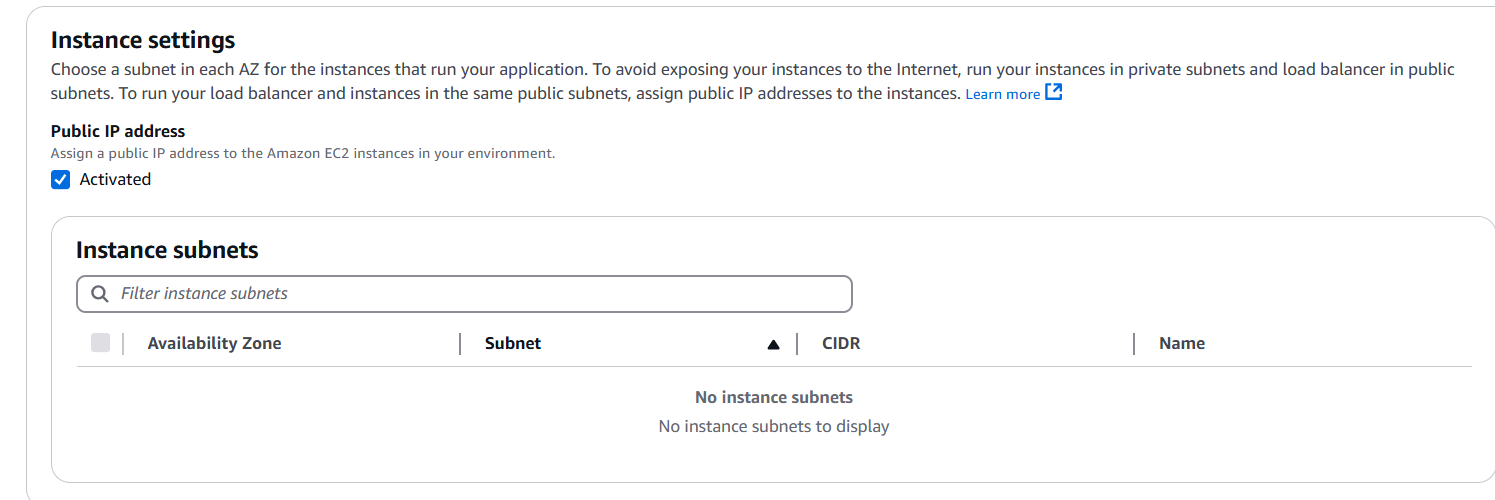 Instance settings
Choose a subnet in each AZ for the instances that run your application. To avoid exposing your instances to the Internet, run your instances in private subnets and load balancer in public
subnets. To run your load balancer and instances in the same public subnets, assign public IP addresses to the instances. Learn more
Public IP address
Assign a public IP address to the Amazon EC2 instances in your environment.
Activated
Instance subnets
Filter instance subnets
Availability Zone Subnet CIDR Name
No instance subnets
No instance subnets to display